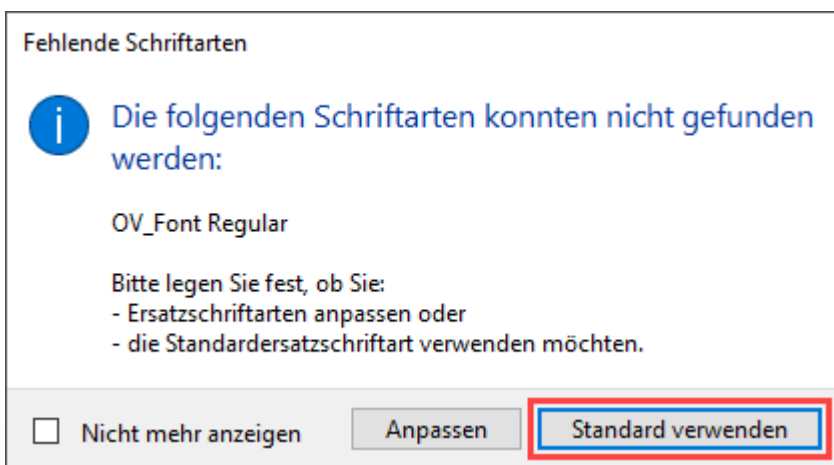 Fehlende Schriftarten
Die folgenden Schriftarten konnten nicht gefunden
werden:
OV_Font Regular
Bitte legen Sie fest, ob Sie:
- Ersatzschriftarten anpassen oder
- die Standardersatzschriftart verwenden möchten.
Nicht mehr anzeigen Anpassen Standard verwenden